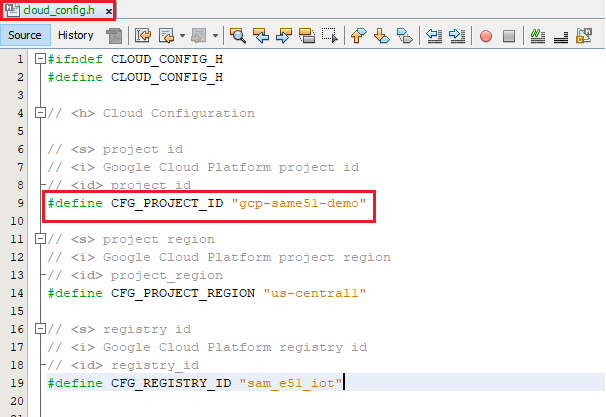 cloud_config.h x
Source History
1 #ifndef CLOUD_CONFIG_H
2 #define CLOUD_CONFIG_H
3
4 // <h> Cloud Configuration
5
6 // <s> project id
7 // <i> Google Cloud Platform project id
8 // <id> project_id
9 #define CFG_PROJECT_ID "gcp-same51-demo"
10
11 // <s> project region
12 // <i> Google Cloud Platform project region
13 // <id> project_region
14 #define CFG_PROJECT_REGION "us-central1"
15
16 // <s> registry id
17 // <i> Google Cloud Platform registry id
18 // <id> registry_id
19 #define CFG_REGISTRY_ID "sam_e51_iot"
20